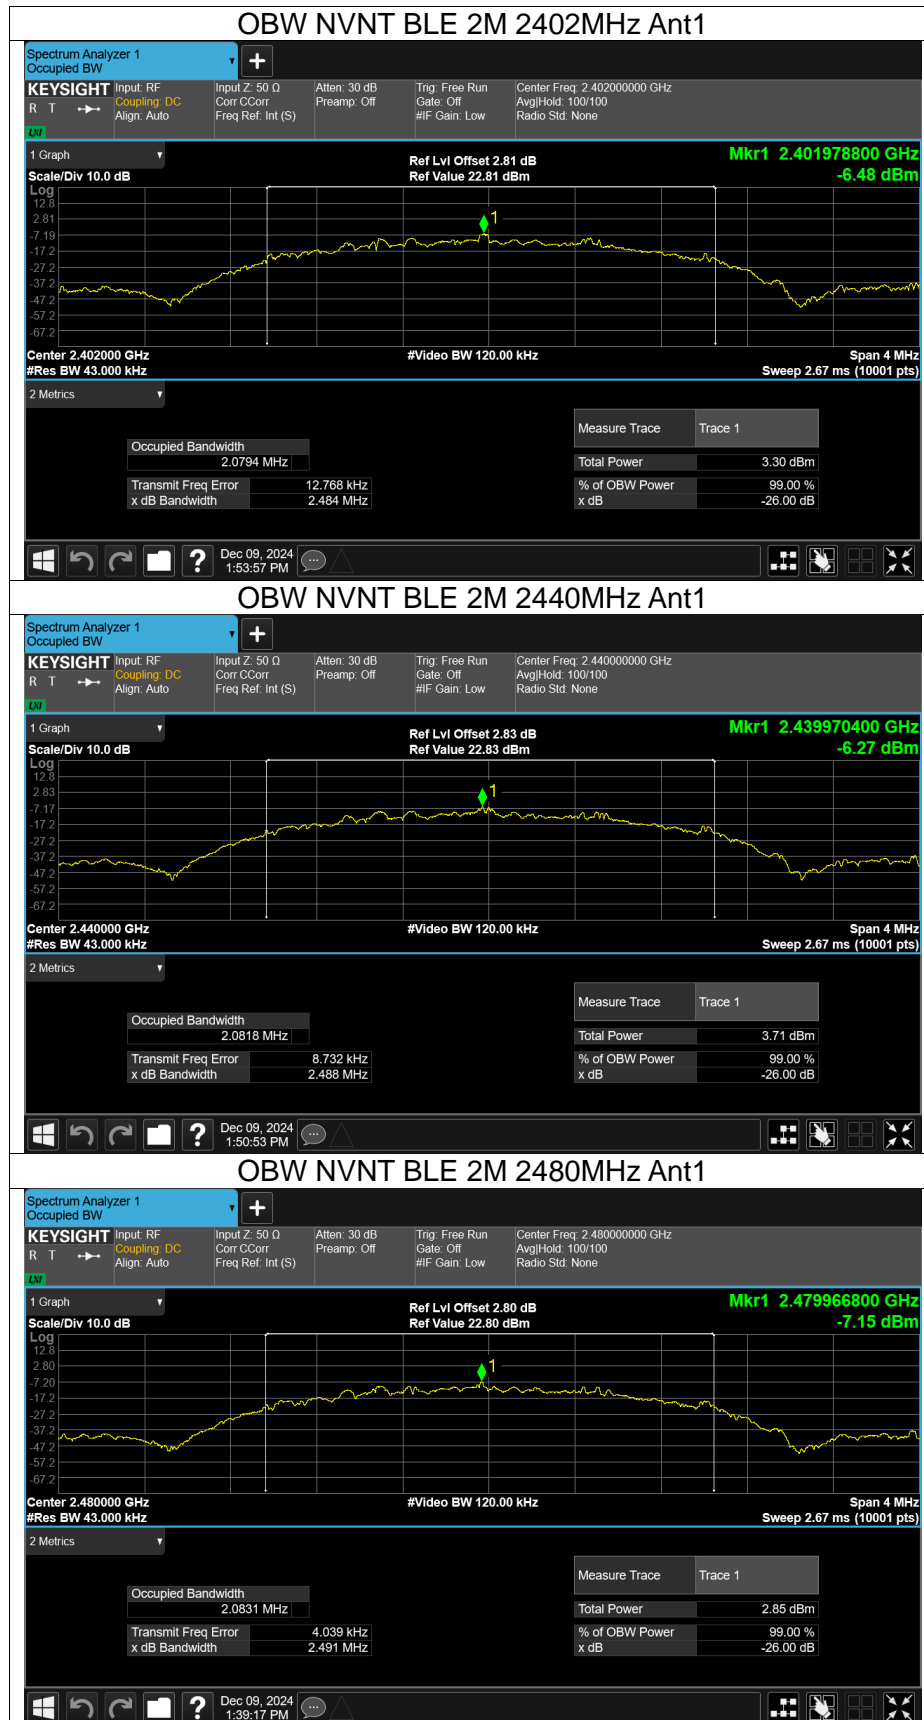 OBW NVNT BLE 2M 2402MHz Ant1
Spectrum Analyzer 1
Occupied BW
+
KEYSIGHT Input: RF Input Z: 50 Ω Atten: 30 dB Trig: Free Run Center Freq: 2.402000000 GHz
R T Coupling: DC Corr CCorr Preamp: Off Gate: Off Avg|Hold: 100/100
Align: Auto Freq Ref: Int (S) #IF Gain: Low Radio Std: None
LXI
1 Graph Ref Lvl Offset 2.81 dB Mkr1 2.401978800 GHz
Scale/Div 10.0 dB Ref Value 22.81 dBm -6.48 dBm
Log
12.8
1
2.81
-7.19
-17.2
-27.2
-37.2
-47.2
-57.2
-67.2
Center 2.402000 GHz #Video BW 120.00 kHz Span 4 MHz
#Res BW 43.000 kHz Sweep 2.67 ms (10001 pts)
2 Metrics
Measure Trace Trace 1
Occupied Bandwidth
2.0794 MHz Total Power 3.30 dBm
Transmit Freq Error 12.768 kHz % of OBW Power 99.00 %
x dB Bandwidth 2.484 MHz x dB -26.00 dB
? Dec 09, 2024
1:53:57 PM
OBW NVNT BLE 2M 2440MHz Ant1
Spectrum Analyzer 1
Occupied BW
+
KEYSIGHT Input: RF Input Z: 50 Ω Atten: 30 dB Trig: Free Run Center Freq: 2.440000000 GHz
R T Coupling: DC Corr CCorr Preamp: Off Gate: Off Avg|Hold: 100/100
Align: Auto Freq Ref: Int (S) #IF Gain: Low Radio Std: None
LXI
1 Graph Ref Lvl Offset 2.83 dB Mkr1 2.439970400 GHz
Scale/Div 10.0 dB Ref Value 22.83 dBm -6.27 dBm
Log
12.8
1
2.83
-7.17
-17.2
-27.2
-37.2
-47.2
-57.2
-67.2
Center 2.440000 GHz #Video BW 120.00 kHz Span 4 MHz
#Res BW 43.000 kHz Sweep 2.67 ms (10001 pts)
2 Metrics
Measure Trace Trace 1
Occupied Bandwidth
2.0818 MHz Total Power 3.71 dBm
Transmit Freq Error 8.732 kHz % of OBW Power 99.00 %
x dB Bandwidth 2.488 MHz x dB -26.00 dB
? Dec 09, 2024
1:50:53 PM
OBW NVNT BLE 2M 2480MHz Ant1
Spectrum Analyzer 1
Occupied BW
+
KEYSIGHT Input: RF Input Z: 50 Ω Atten: 30 dB Trig: Free Run Center Freq: 2.480000000 GHz
R T Coupling: DC Corr CCorr Preamp: Off Gate: Off Avg|Hold: 100/100
Align: Auto Freq Ref: Int (S) #IF Gain: Low Radio Std: None
LXI
1 Graph Ref Lvl Offset 2.80 dB Mkr1 2.479966800 GHz
Scale/Div 10.0 dB Ref Value 22.80 dBm -7.15 dBm
Log
12.8
1
2.80
-7.20
-17.2
-27.2
-37.2
-47.2
-57.2
-67.2
Center 2.480000 GHz #Video BW 120.00 kHz Span 4 MHz
#Res BW 43.000 kHz Sweep 2.67 ms (10001 pts)
2 Metrics
Measure Trace Trace 1
Occupied Bandwidth
2.0831 MHz Total Power 2.85 dBm
Transmit Freq Error 4.039 kHz % of OBW Power 99.00 %
x dB Bandwidth 2.491 MHz x dB -26.00 dB
? Dec 09, 2024
1:39:17 PM